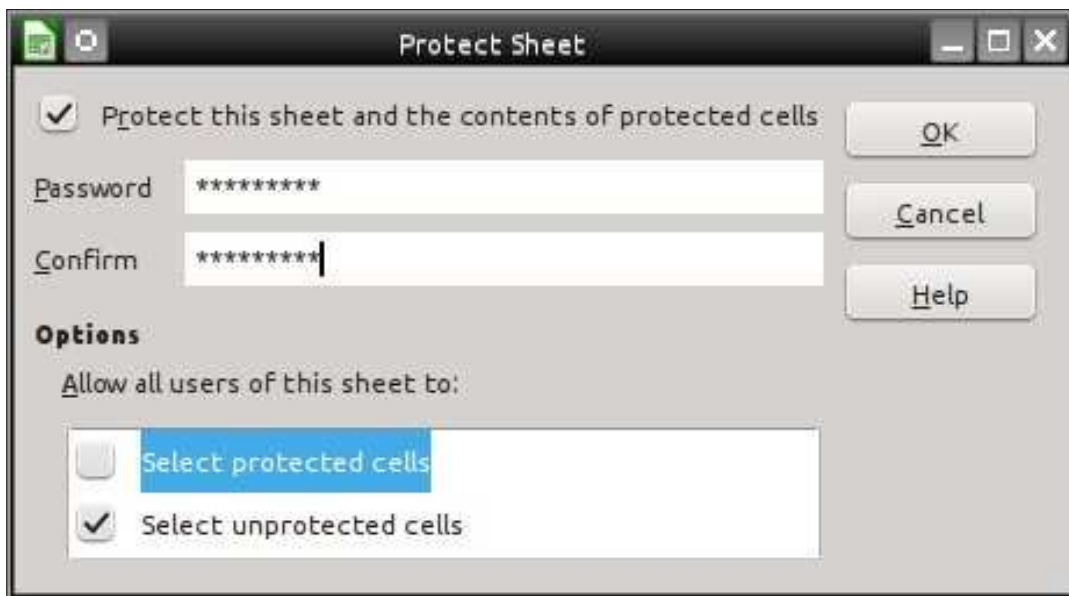 Protect Sheet
Protect this sheet and the contents of protected cells
OK
Password *********
Cancel
Confirm *********
Help
Options
Allow all users of this sheet to:
Select protected cells
Select unprotected cells